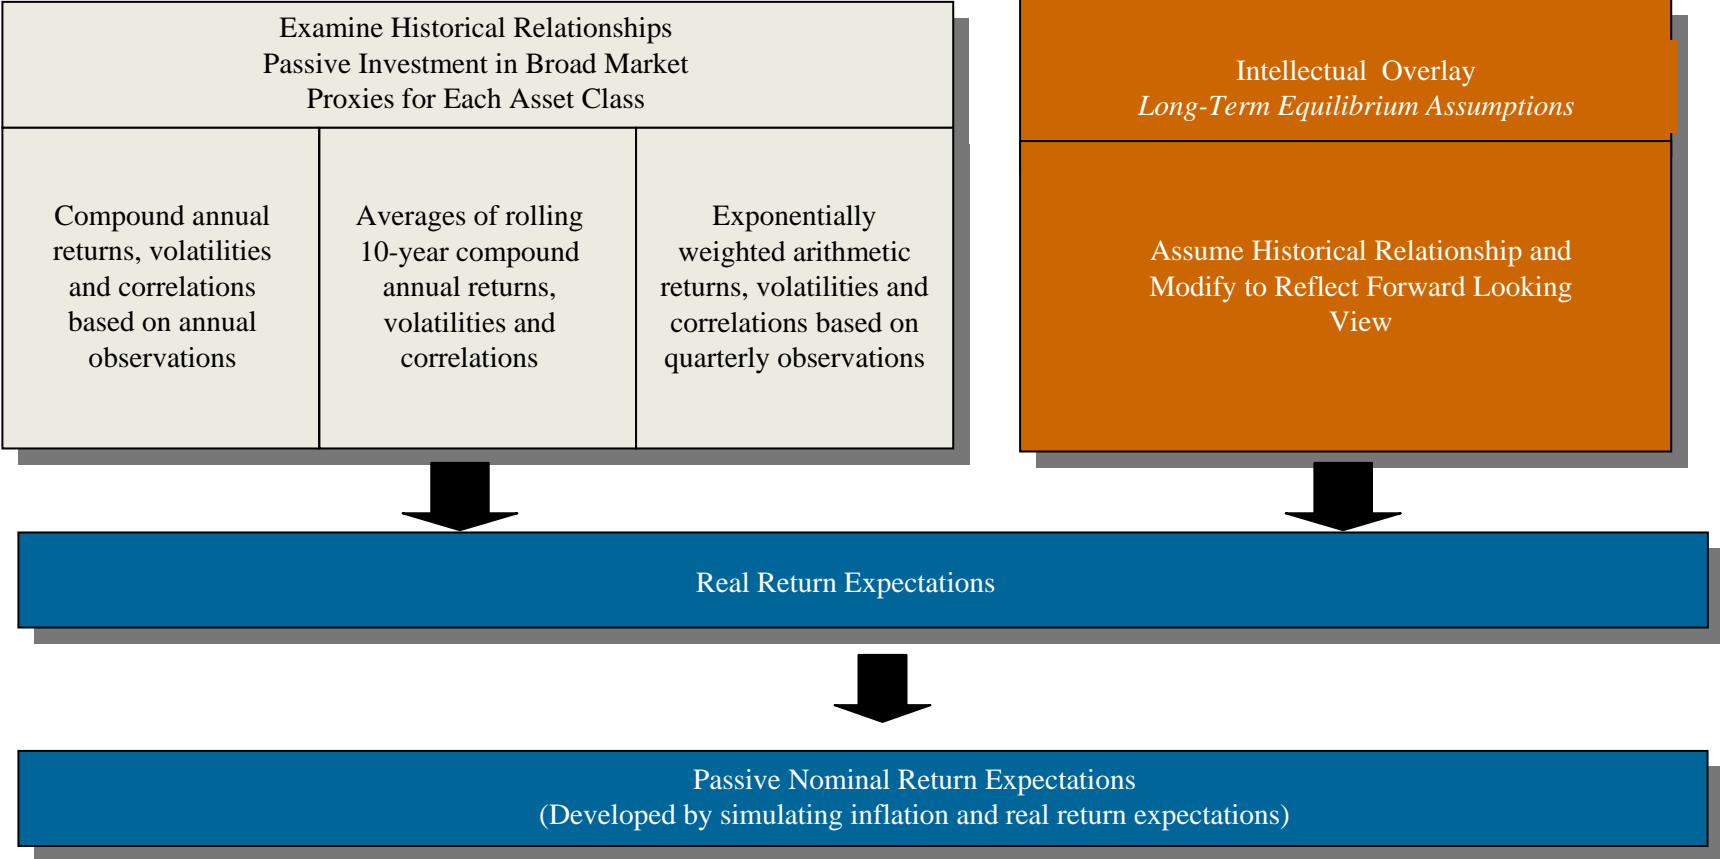 Examine Historical Relationships
Passive Investment in Broad Market
Proxies for Each Asset Class
Compound annual
returns, volatilities
and correlations
based on annual
observations
Averages of rolling
10-year compound
annual returns,
volatilities and
correlations
Exponentially
weighted arithmetic
returns, volatilities and
correlations based on
quarterly observations
Intellectual Overlay
Long-Term Equilibrium Assumptions
Assume Historical Relationship and
Modify to Reflect Forward Looking
View
Real Return Expectations
Passive Nominal Return Expectations
(Developed by simulating inflation and real return expectations)